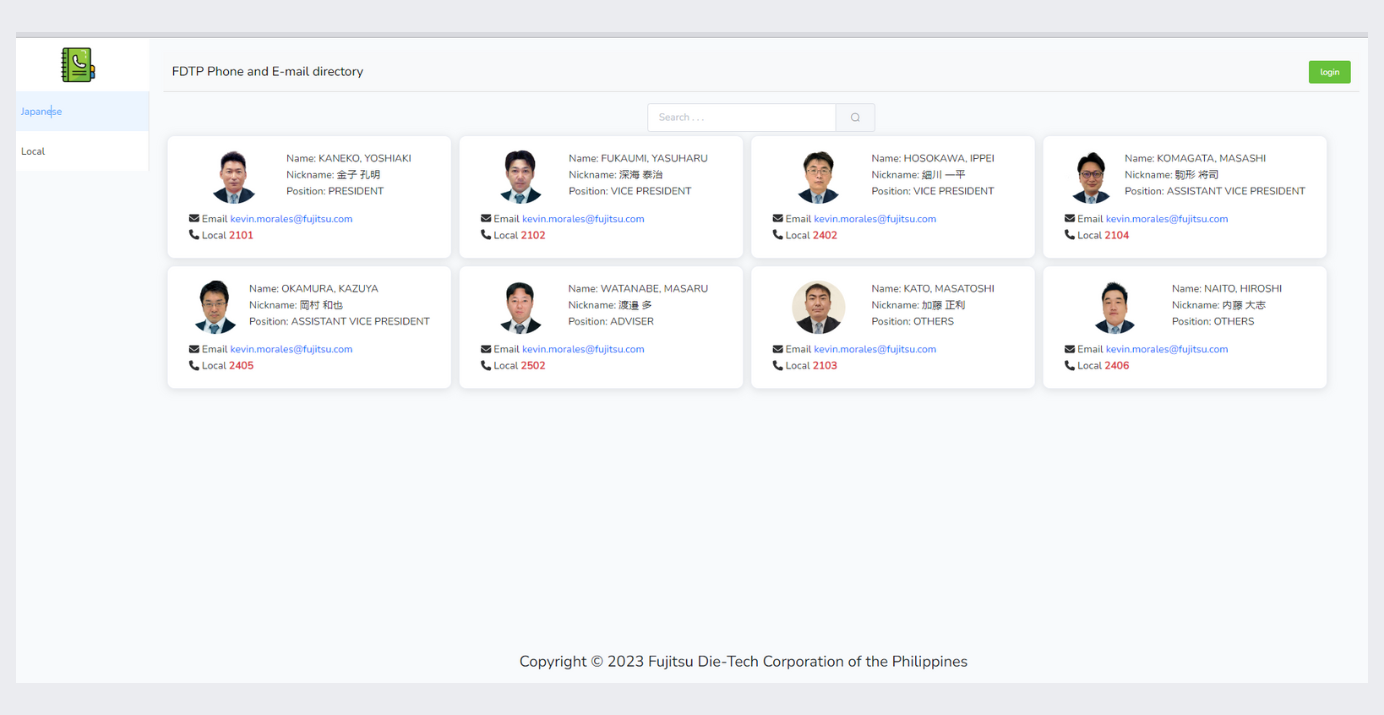 FDTP Phone and E-mail directory
login
Japanese
Local
Search . . .
Name: KANEKO, YOSHIAKI
Nickname: 金子 孔明
Position: PRESIDENT
Email kevin.morales@fujitsu.com
Local 2101
Name: FUKAUMI, YASUHARU
Nickname: 深海 泰治
Position: VICE PRESIDENT
Email kevin.morales@fujitsu.com
Local 2102
Name: HOSOKAWA, IPPEI
Nickname: 細川 一平
Position: VICE PRESIDENT
Email kevin.morales@fujitsu.com
Local 2402
Name: KOMAGATA, MASASHI
Nickname: 駒形 将司
Position: ASSISTANT VICE PRESIDENT
Email kevin.morales@fujitsu.com
Local 2104
Name: OKAMURA, KAZUYA
Nickname: 岡村 和也
Position: ASSISTANT VICE PRESIDENT
Email kevin.morales@fujitsu.com
Local 2405
Name: WATANABE, MASARU
Nickname: 渡邉 多
Position: ADVISER
Email kevin.morales@fujitsu.com
Local 2502
Name: KATO, MASATOSHI
Nickname: 加藤 正利
Position: OTHERS
Email kevin.morales@fujitsu.com
Local 2103
Name: NAITO, HIROSHI
Nickname: 内藤 大志
Position: OTHERS
Email kevin.morales@fujitsu.com
Local 2406
Copyright © 2023 Fujitsu Die-Tech Corporation of the Philippines